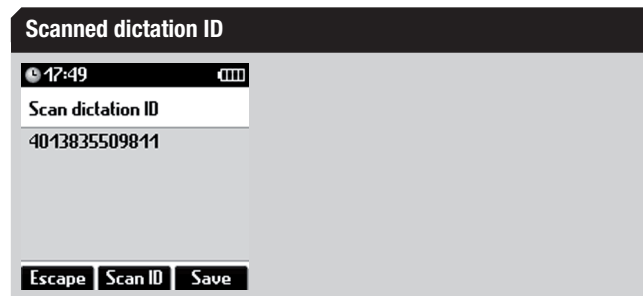 Scanned dictation ID
17:49
Scan dictation ID
4013835509811
Escape Scan ID Save